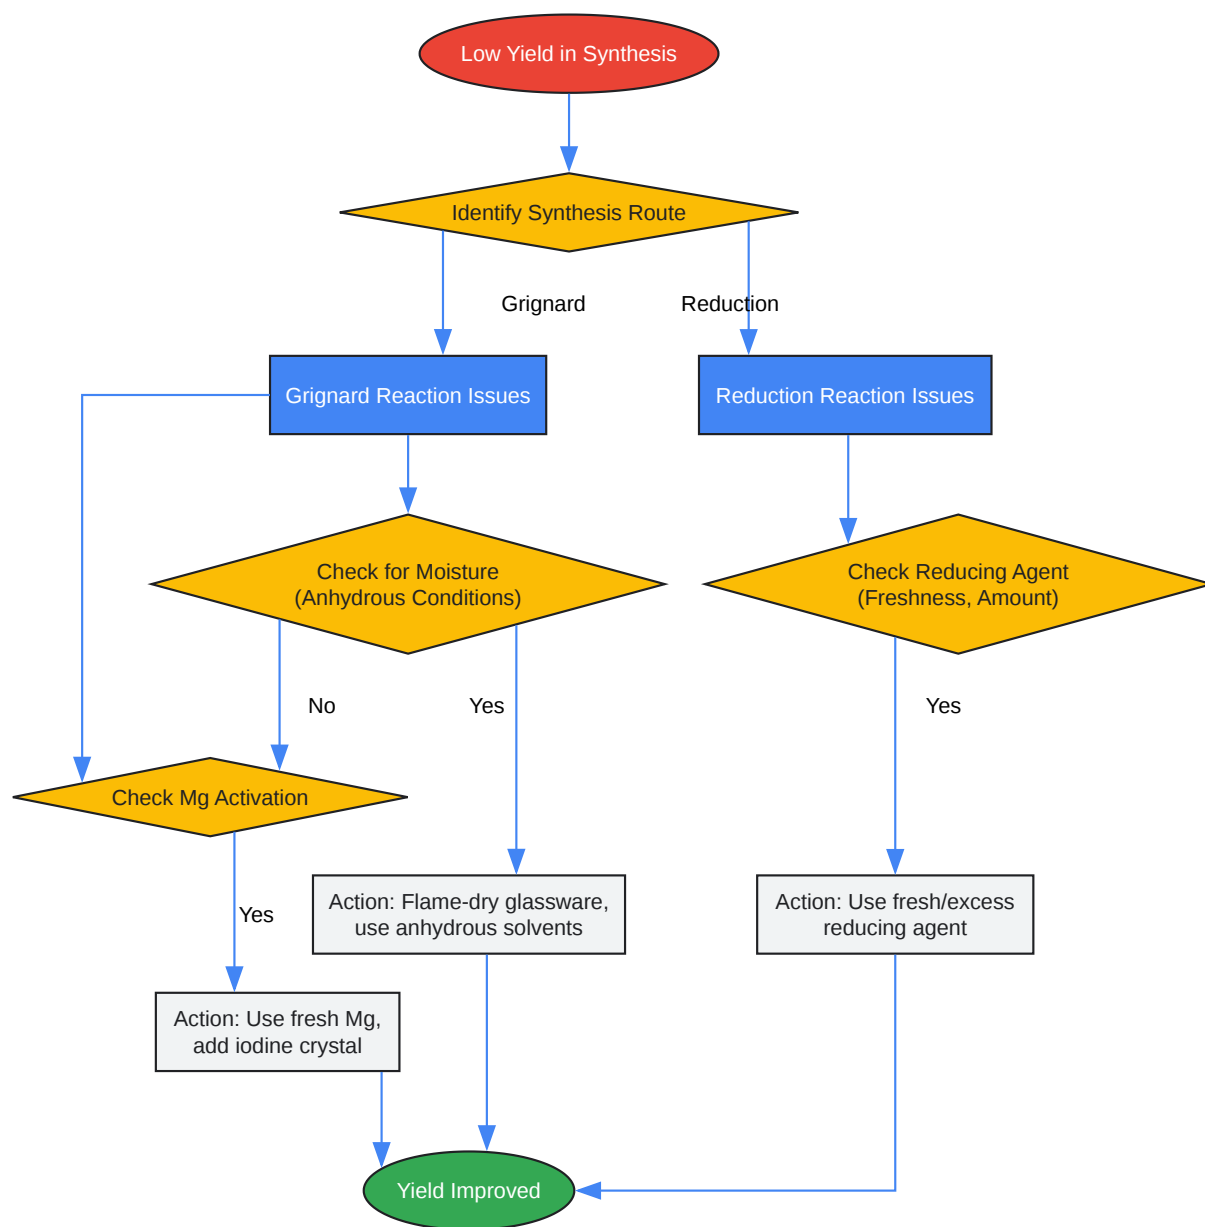 Low Yield in Synthesis
Identify Synthesis Route
Grignard
Reduction
Grignard Reaction Issues
Reduction Reaction Issues
Check for Moisture
(Anhydrous Conditions)
Check Reducing Agent
(Freshness, Amount)
No
Yes
Yes
Check Mg Activation
Yes
Action: Flame-dry glassware,
use anhydrous solvents
Action: Use fresh/excess
reducing agent
Action: Use fresh Mg,
add iodine crystal
Yield Improved